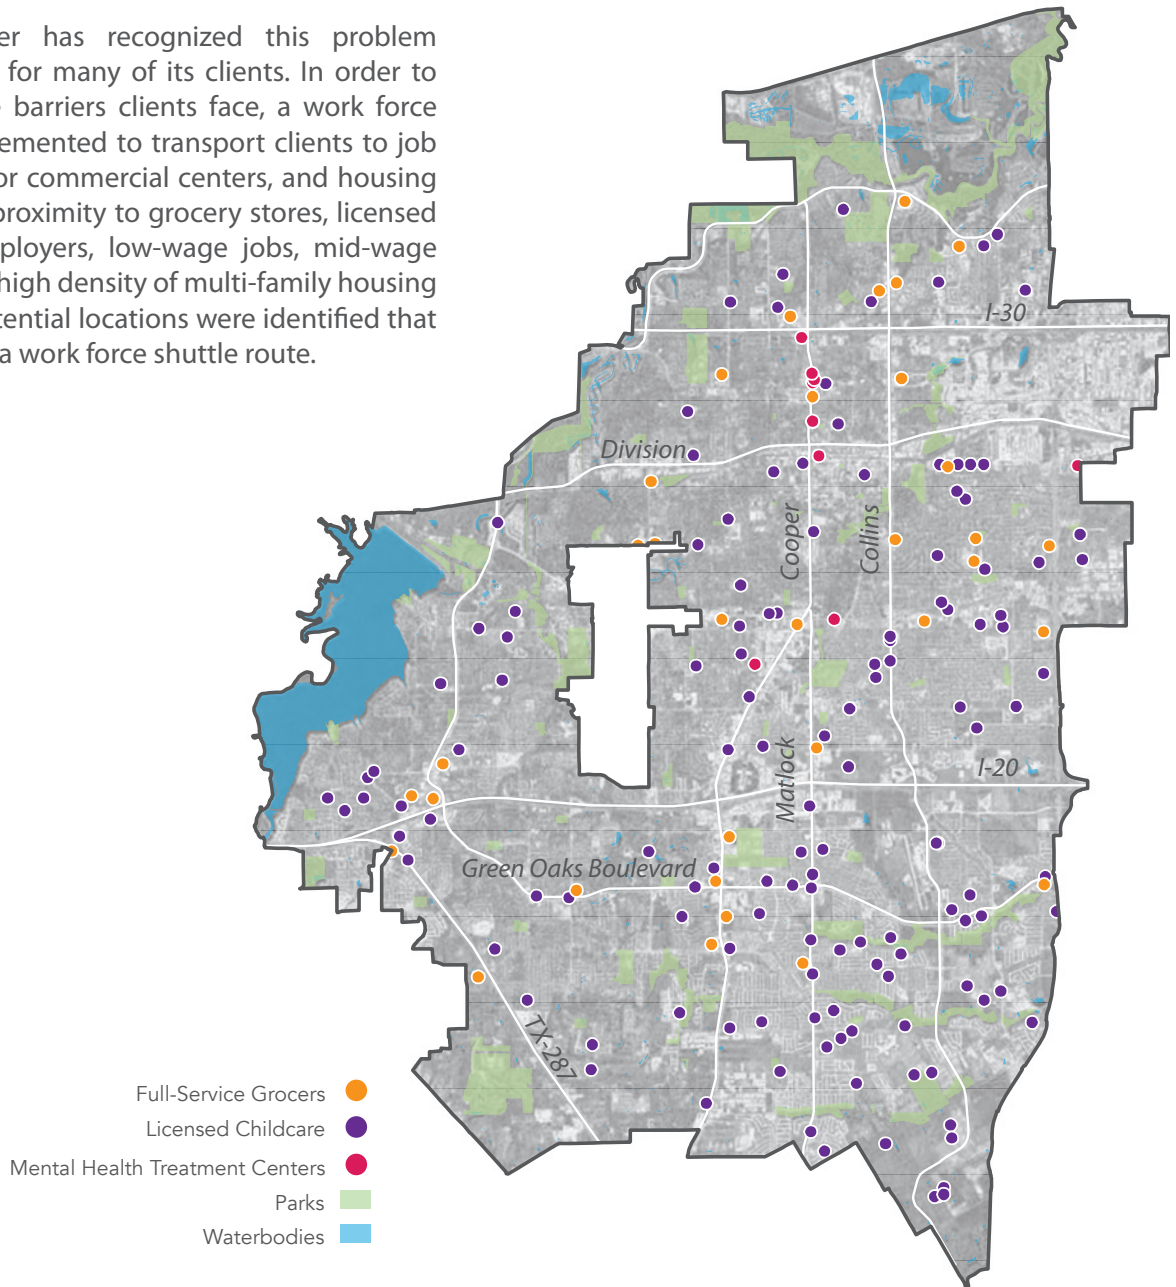 er has recognized this problem
for many of its clients. In order to
barriers clients face, a work force
emented to transport clients to job
or commercial centers, and housing
proximity to grocery stores, licensed
ployers, low-wage jobs, mid-wage
high density of multi-family housing
tential locations were identified that
a work force shuttle route.
I-30
Division
Cooper
Collins
Matlock
I-20
Green Oaks Boulevard
TX-287
Full-Service Grocers
Licensed Childcare
Mental Health Treatment Centers
Parks
Waterbodies